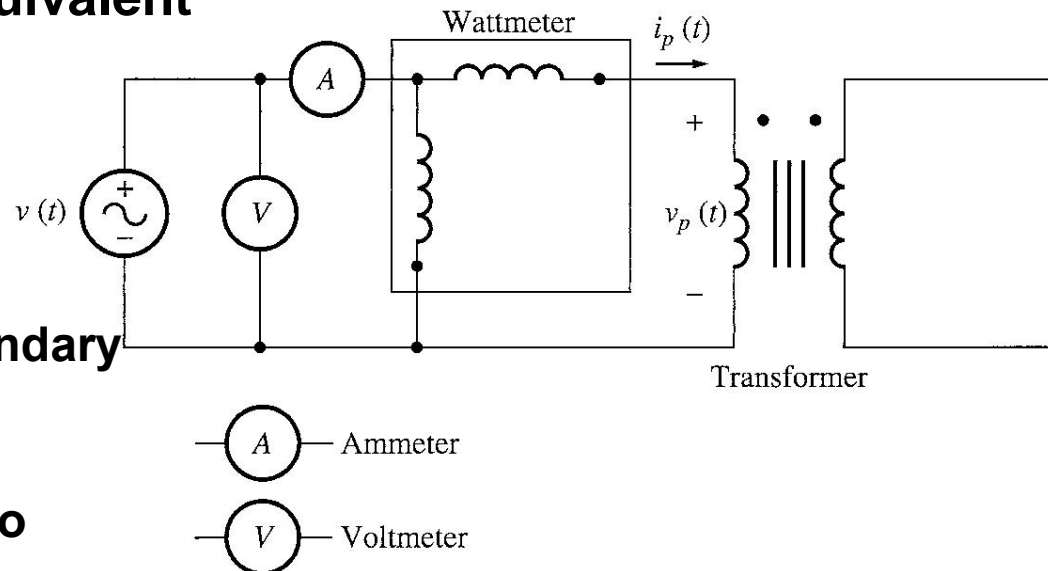 uivalent
Wattmeter
i_p (t)
A
+
+
v (t)
V
v_p (t)
−
−
ndary
Transformer
A Ammeter
o
V Voltmeter